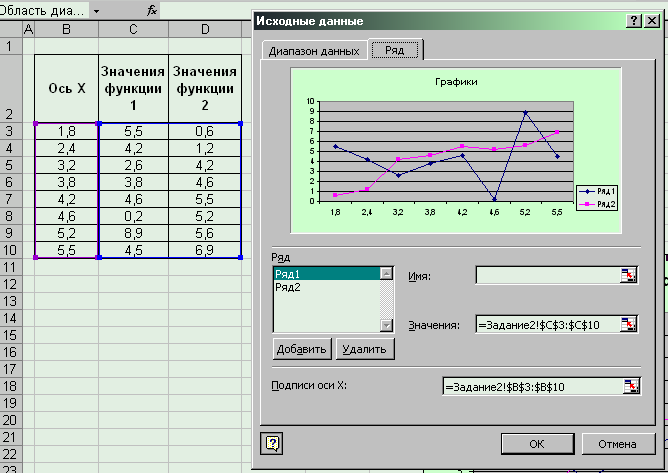 Область диа...
fx
Исходные данные
A B C D
1
2
Ось X
Значения
функции
1
Значения
функции
2
3 1,8 5,5 0,6
4 2,4 4,2 1,2
5 3,2 2,6 4,2
6 3,8 3,8 4,6
7 4,2 4,6 5,5
8 4,6 0,2 5,2
9 5,2 8,9 5,6
10 5,5 4,5 6,9
11
12
13
14
15
16
17
18
19
20
21
22
23
Диапазон данных Ряд
Графики
10
9
8
7
6
5
4
3
2
1
0
1,8 2,4 3,2 3,8 4,2 4,6 5,2 5,5
Ряд1
Ряд2
Ряд
Ряд1
Ряд2
Имя:
Значения: =Задание2!$C$3:$C$10
Добавить Удалить
Подписи оси X: =Задание2!$B$3:$B$10
OK Отмена